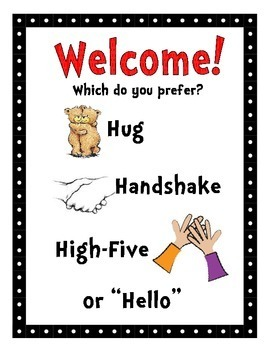 Welcome!
Which do you prefer?
Hug
Handshake
High-Five
or “Hello”